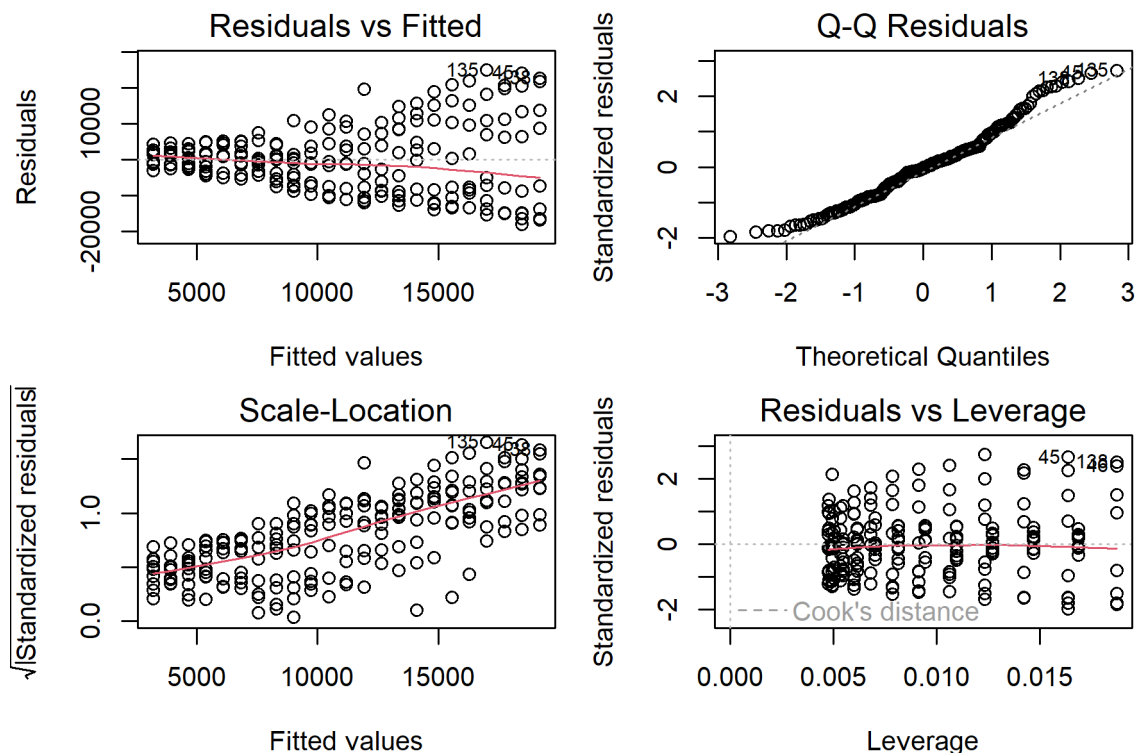 Residuals vs Fitted
Residuals
-20000
10000
135
45
5000
10000
15000
Fitted values
Q-Q Residuals
Standardized residuals
-2
0
2
135
-3
-2
-1
0
1
2
3
Theoretical Quantiles
Scale-Location
√|Standardized residuals|
0.0
1.0
135
45
5000
10000
15000
Fitted values
Residuals vs Leverage
Standardized residuals
-2
0
2
45
Cook's distance
0.000
0.005
0.010
0.015
Leverage